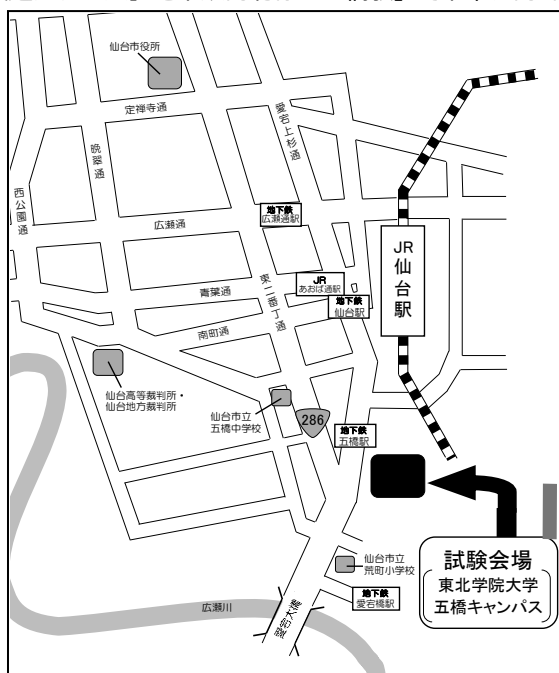 仙台市役所
定禅寺通
愛宕上杉通
晩翠通
西公園通
地下鉄
広瀬通駅
広瀬通
JR
仙台駅
東二番丁通
JR
あおば通駅
青葉通
地下鉄
仙台駅
南町通
仙台高等裁判所・
仙台地方裁判所
仙台市立
五橋中学校
286
地下鉄
五橋駅
試験会場
東北学院大学
五橋キャンパス
仙台市立
荒町小学校
地下鉄
愛宕橋駅
広瀬川
愛宕大橋